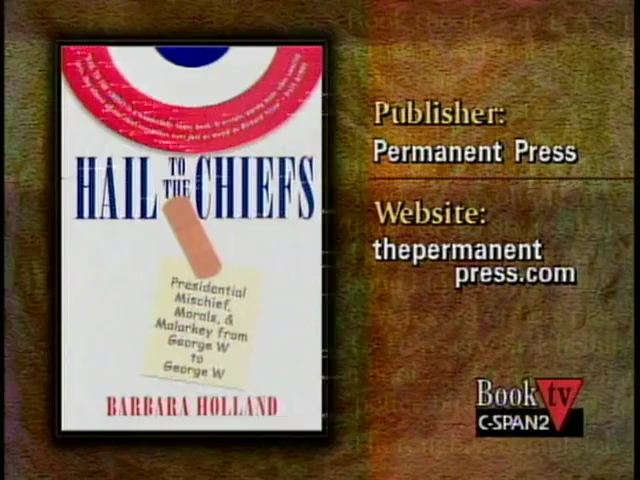 HAIL TO THE CHIEFS
Presidential
Mischief,
Morals, &
Malarkey from
George W
to
George W
BARBARA HOLLAND
Publisher:
Permanent Press
Website:
thepermanent
press.com
Book tv
C-SPAN2